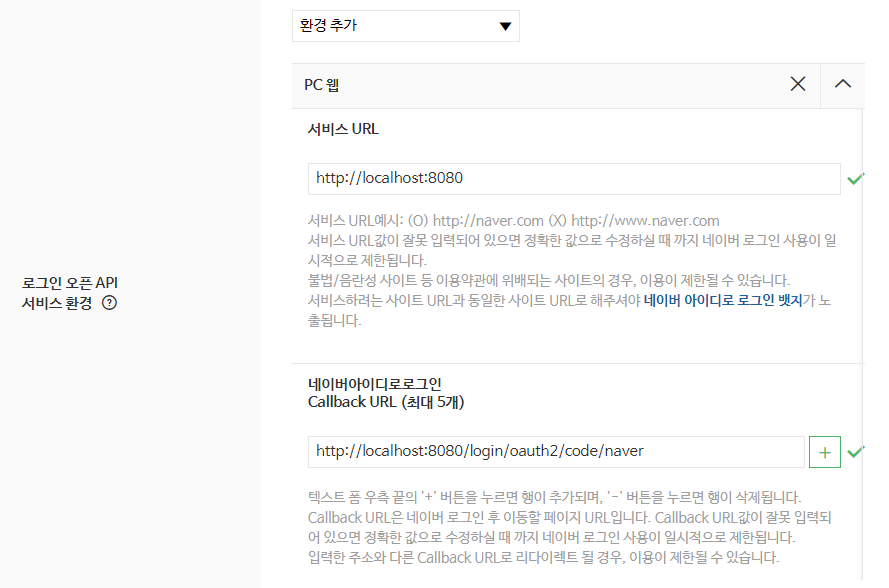 환경 추가
PC 웹
서비스 URL
http://localhost:8080
서비스 URL예시: (O) http://naver.com (X) http://www.naver.com
서비스 URL값이 잘못 입력되어 있으면 정확한 값으로 수정하실 때 까지 네이버 로그인 사용이 일
시적으로 제한됩니다.
불법/음란성 사이트 등 이용약관에 위배되는 사이트의 경우, 이용이 제한될 수 있습니다.
서비스하려는 사이트 URL과 동일한 사이트 URL로 해주셔야 네이버 아이디로 로그인 뱃지가 노
출됩니다.
로그인 오픈 API
서비스 환경 ?
네이버아이디로로그인
Callback URL (최대 5개)
http://localhost:8080/login/oauth2/code/naver
+
텍스트 폼 우측 끝의 '+' 버튼을 누르면 행이 추가되며, '-' 버튼을 누르면 행이 삭제됩니다.
Callback URL은 네이버 로그인 후 이동할 페이지 URL입니다. Callback URL값이 잘못 입력되
어 있으면 정확한 값으로 수정하실 때 까지 네이버 로그인 사용이 일시적으로 제한됩니다.
입력한 주소와 다른 Callback URL로 리다이렉트 될 경우, 이용이 제한될 수 있습니다.